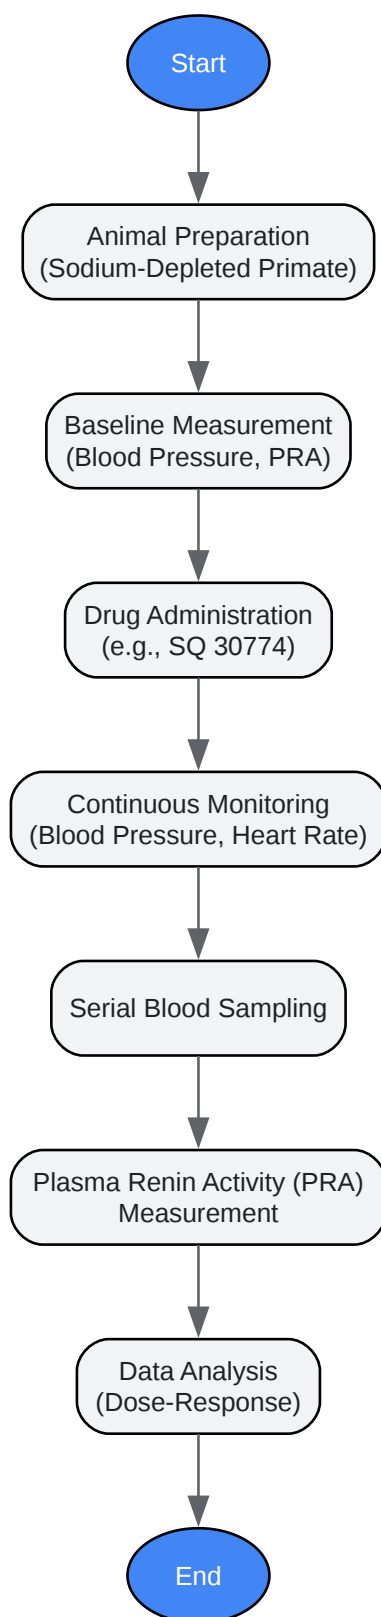 Start
Animal Preparation
(Sodium-Depleted Primate)
Baseline Measurement
(Blood Pressure, PRA)
Drug Administration
(e.g., SQ 30774)
Continuous Monitoring
(Blood Pressure, Heart Rate)
Serial Blood Sampling
Plasma Renin Activity (PRA)
Measurement
Data Analysis
(Dose-Response)
End